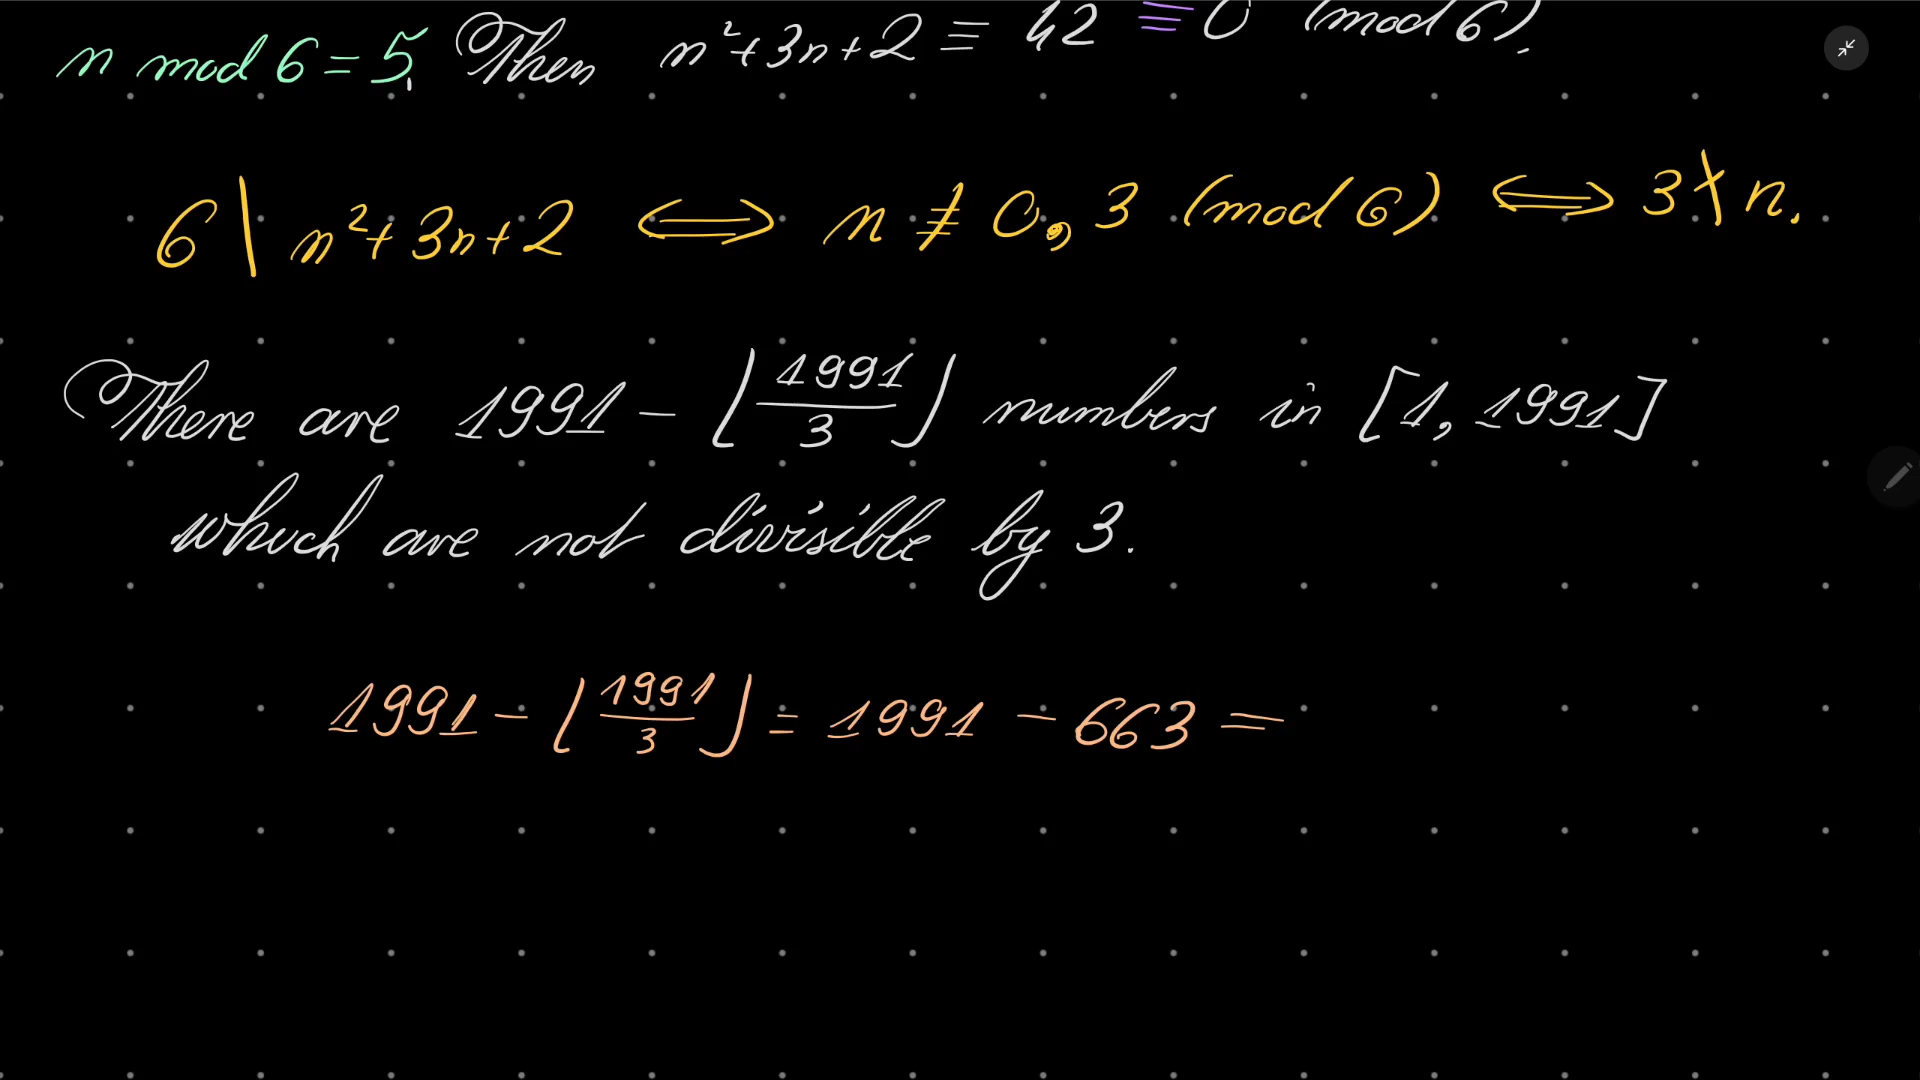 n mod 6 = 5. Then n²+3n+2 ≡ 42 ≡ 0 (mod 6).
6 | n²+3n+2 ⟺ n ≢ 0, 3 (mod 6) ⟺ 3 ∤ n.
There are 1991 - ⌊1991/3⌋ numbers in [1, 1991]
which are not divisible by 3.
1991 - ⌊1991/3⌋ = 1991 - 663 =